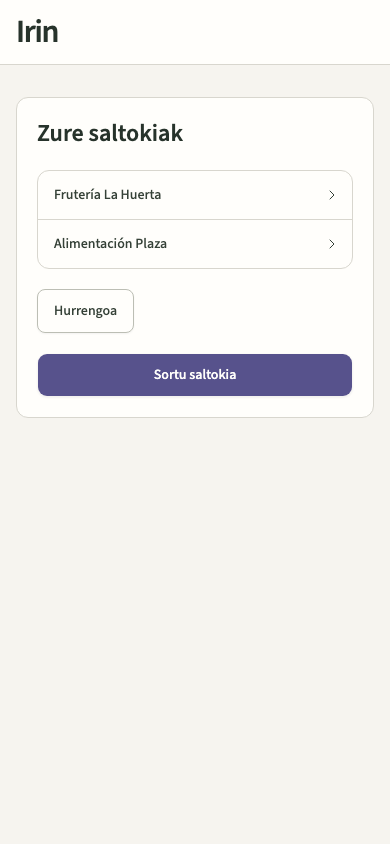 Irin
Zure saltokiak
Frutería La Huerta
Alimentación Plaza
Hurrengoa
Sortu saltokia